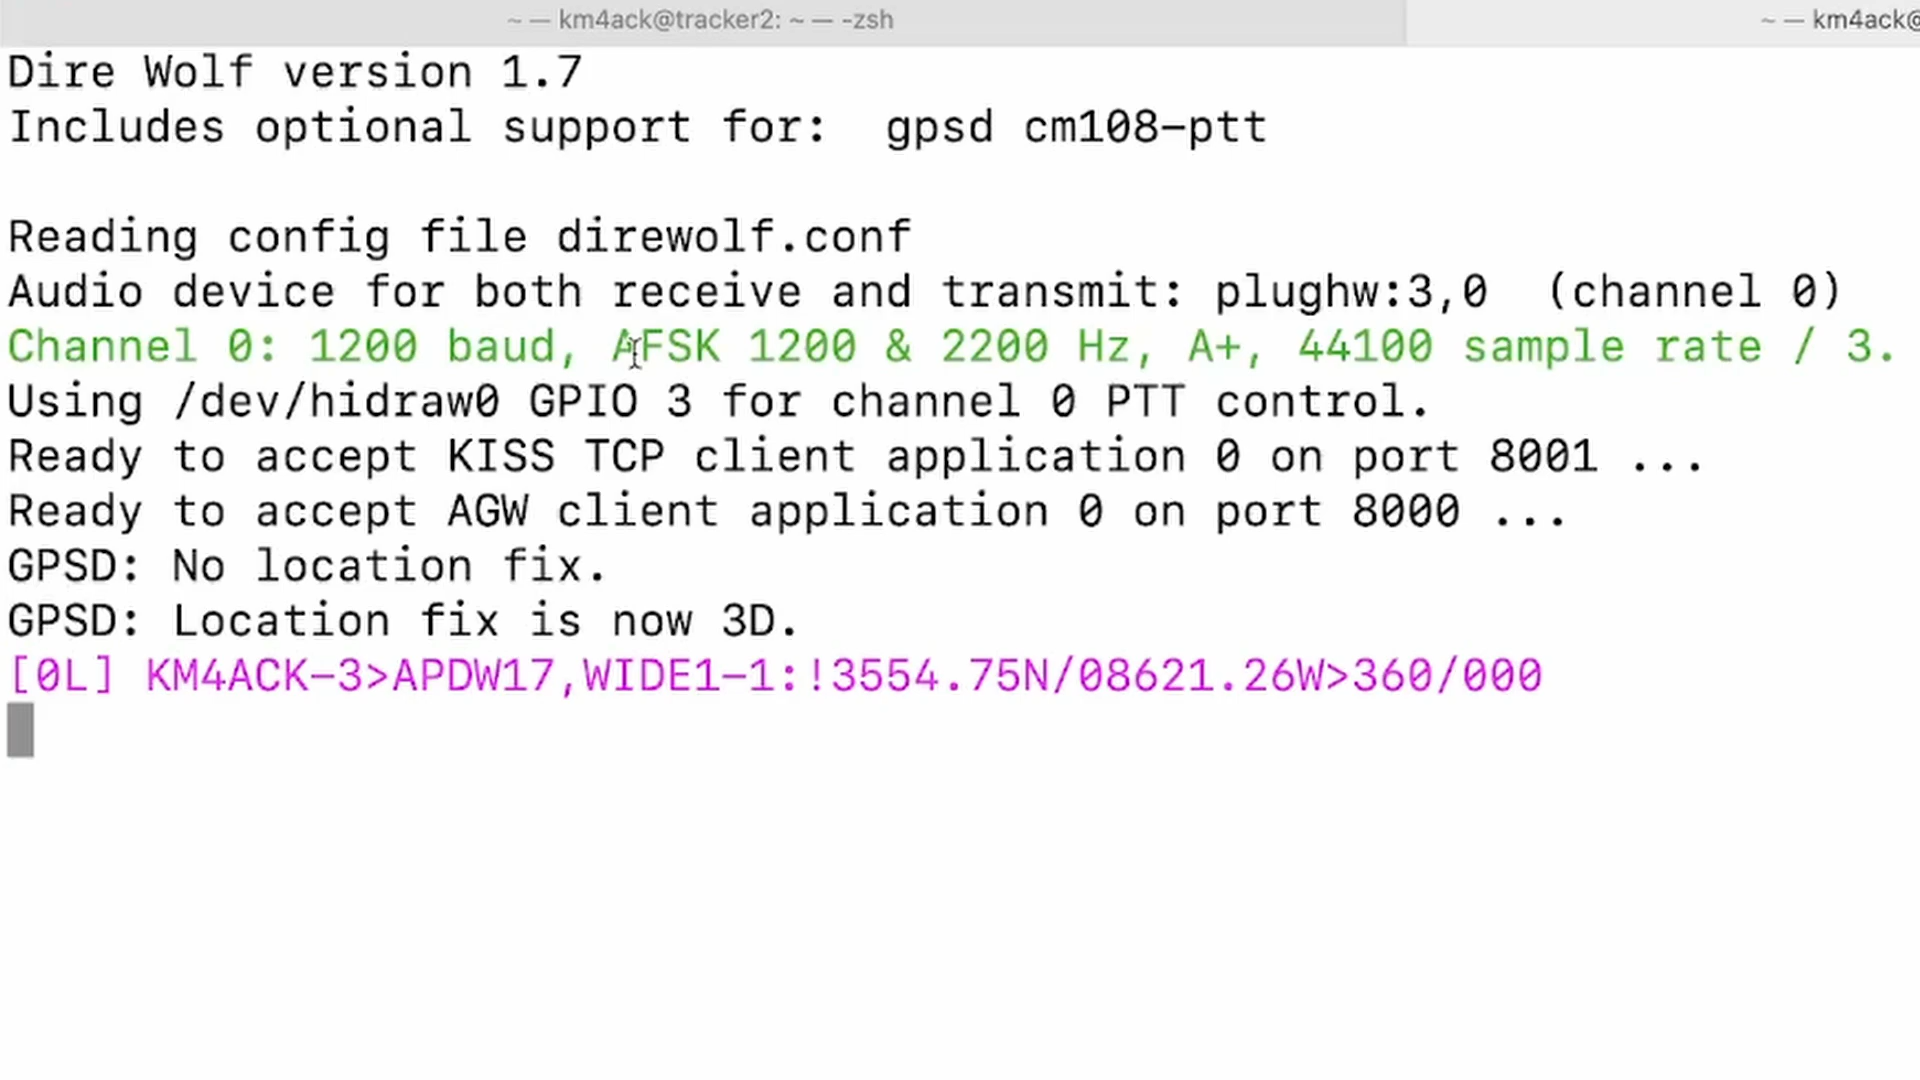 ~ — km4ack@tracker2: ~ — -zsh
~ — km4ack@
Dire Wolf version 1.7
Includes optional support for:  gpsd cm108-ptt
Reading config file direwolf.conf
Audio device for both receive and transmit: plughw:3,0  (channel 0)
Channel 0: 1200 baud, AFSK 1200 & 2200 Hz, A+, 44100 sample rate / 3.
Using /dev/hidraw0 GPIO 3 for channel 0 PTT control.
Ready to accept KISS TCP client application 0 on port 8001 ...
Ready to accept AGW client application 0 on port 8000 ...
GPSD: No location fix.
GPSD: Location fix is now 3D.
[0L] KM4ACK-3>APDW17,WIDE1-1:!3554.75N/08621.26W>360/000